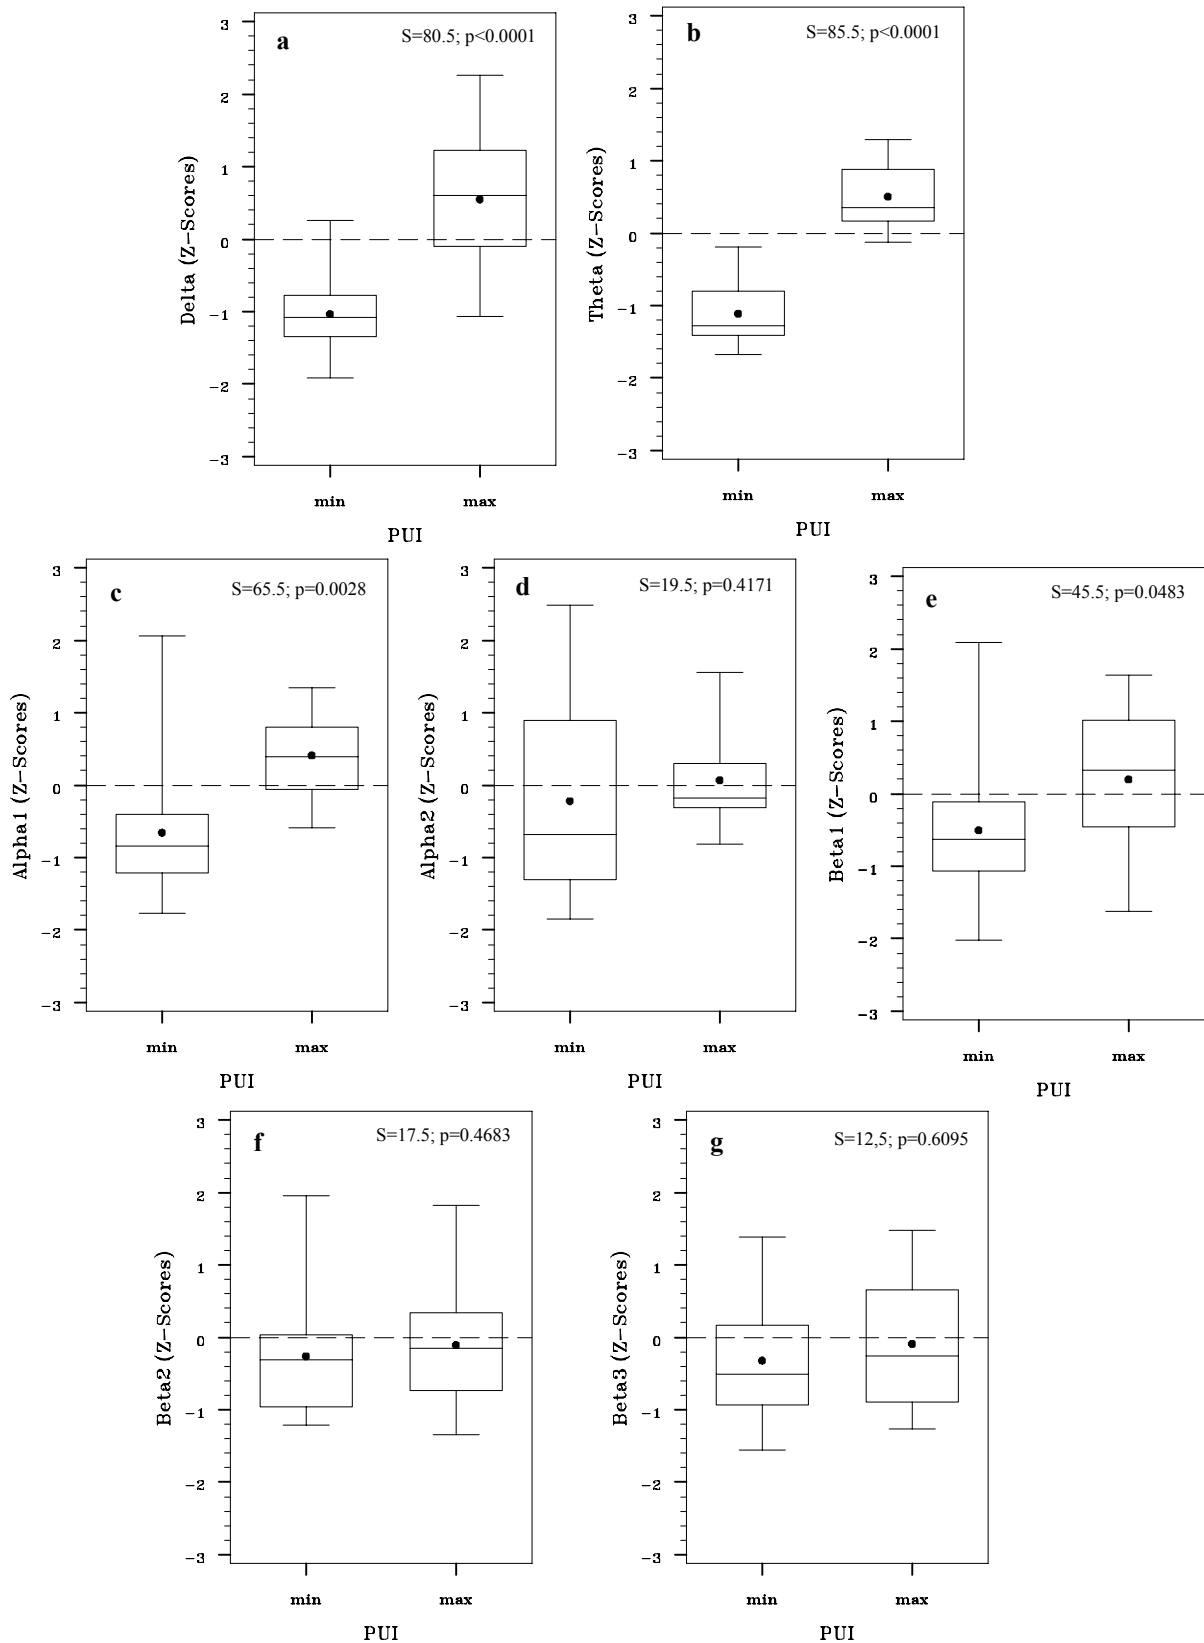 a
S=80.5; p<0.0001
Delta (Z-Scores)
3
2
1
0
-1
-2
-3
min
max
PUI
b
S=85.5; p<0.0001
Theta (Z-Scores)
3
2
1
0
-1
-2
-3
min
max
PUI
c
S=65.5; p=0.0028
Alpha1 (Z-Scores)
3
2
1
0
-1
-2
-3
min
max
PUI
d
S=19.5; p=0.4171
Alpha2 (Z-Scores)
3
2
1
0
-1
-2
-3
min
max
PUI
e
S=45.5; p=0.0483
Beta1 (Z-Scores)
3
2
1
0
-1
-2
-3
min
max
PUI
f
S=17.5; p=0.4683
Beta2 (Z-Scores)
3
2
1
0
-1
-2
-3
min
max
PUI
g
S=12,5; p=0.6095
Beta3 (Z-Scores)
3
2
1
0
-1
-2
-3
min
max
PUI